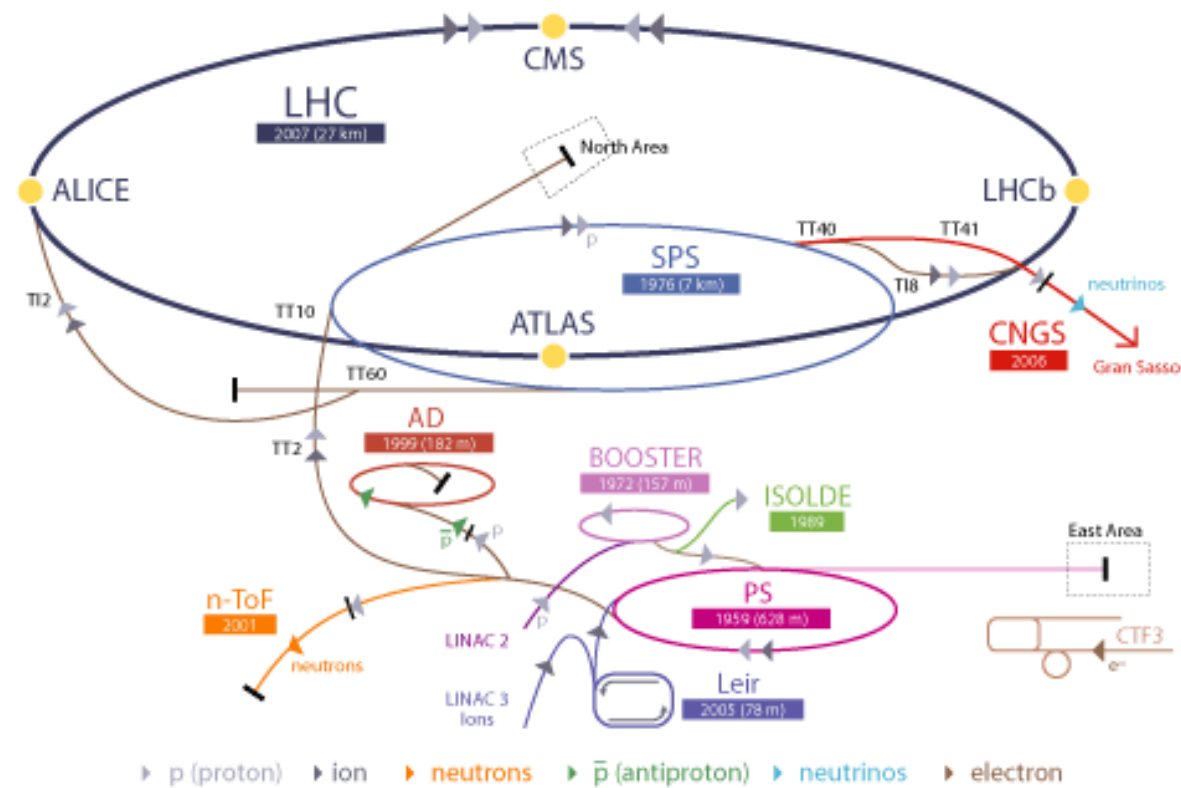 CMS
LHC
2007 (27 km)
North Area
ALICE
LHCb
TT40
TT41
p
SPS
1976 (7 km)
TI8
neutrinos
TI2
TT10
ATLAS
CNGS
2006
Gran Sasso
TT60
AD
1999 (182 m)
TT2
BOOSTER
1972 (157 m)
ISOLDE
1989
p̅
p
East Area
n-ToF
2001
PS
1959 (628 m)
p
LINAC 2
CTF3
e-
neutrons
LINAC 3
Ions
Leir
2005 (78 m)
p (proton)
ion
neutrons
p̅ (antiproton)
neutrinos
electron